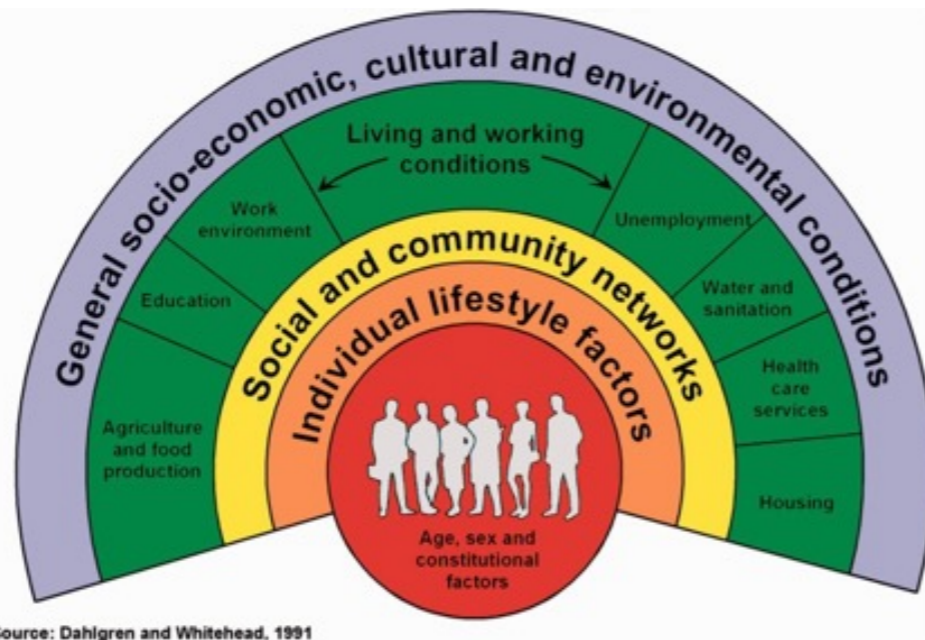 General socio-economic, cultural and environmental conditions
Living and working
conditions
Work
environment
Unemployment
Education
Water and
sanitation
Agriculture
and food
production
Health
care
services
Housing
Social and community networks
Individual lifestyle factors
Age, sex and
constitutional
factors
Source: Dahlgren and Whitehead, 1991